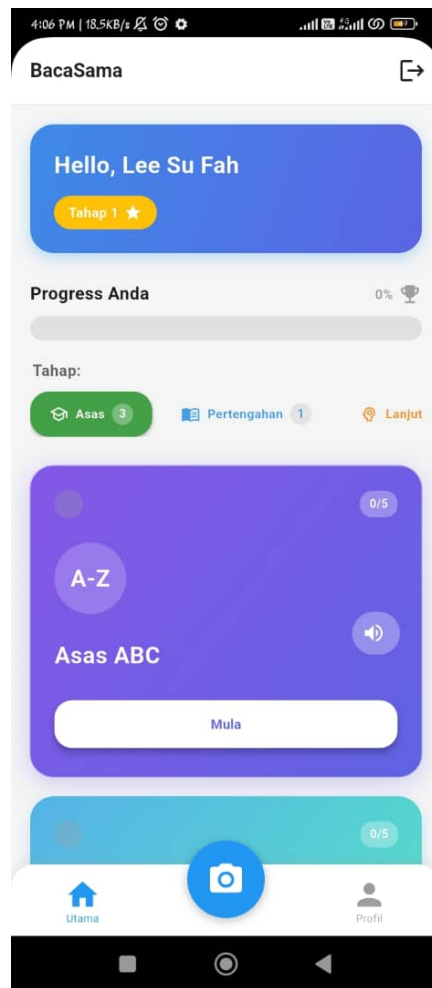 4:06 PM | 18.5KB/s
BacaSama
Hello, Lee Su Fah
Tahap 1
Progress Anda
0%
Tahap:
Asas 3
Pertengahan 1
Lanjut
0/5
A-Z
Asas ABC
Mula
0/5
Utama
Profil